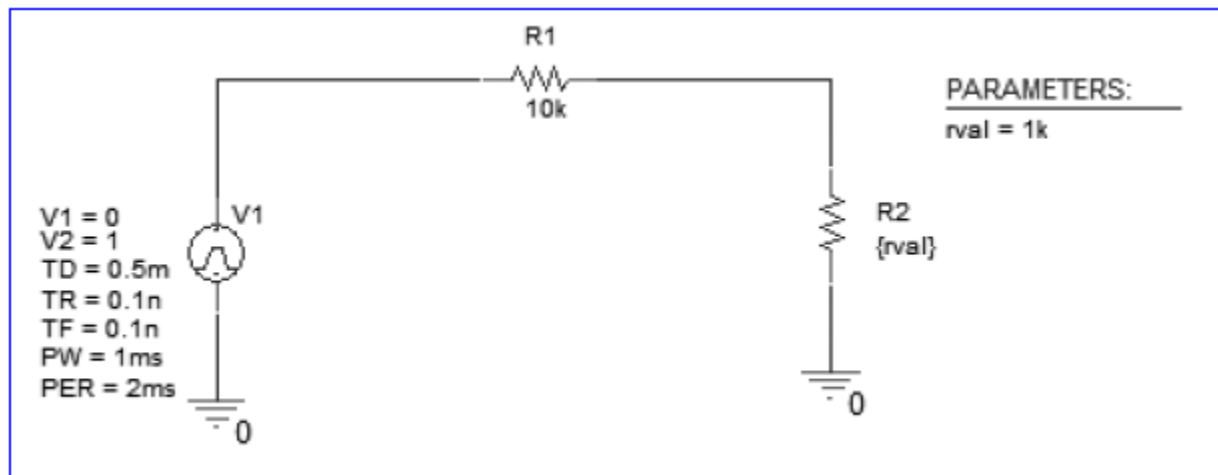 R1
10k
PARAMETERS:
rval = 1k
V1
V1 = 0
V2 = 1
TD = 0.5m
TR = 0.1n
TF = 0.1n
PW = 1ms
PER = 2ms
R2
{rval}
0
0